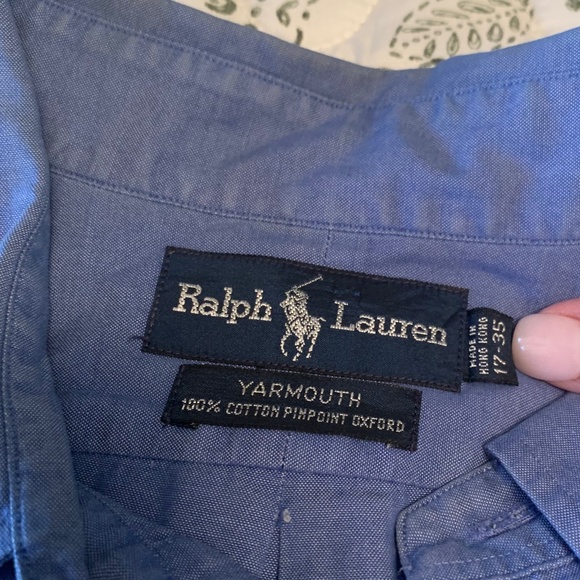 Ralph Lauren
YARMOUTH
100% COTTON PINPOINT OXFORD
MADE IN
HONG KONG
17-35